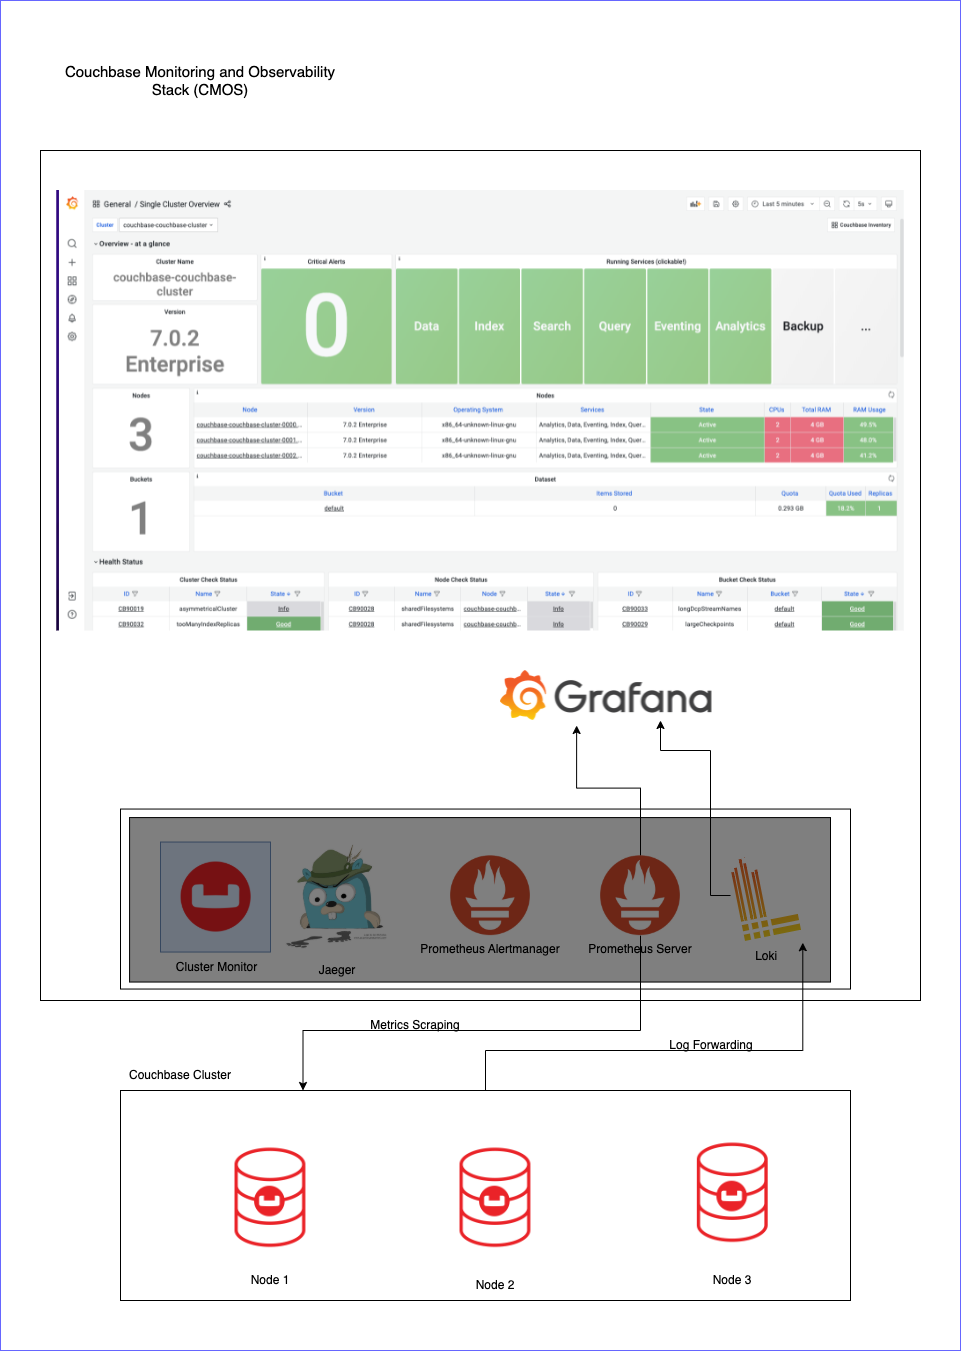 Couchbase Monitoring and Observability
Stack (CMOS)
General / Single Cluster Overview
Last 5 minutes
5s
Cluster
couchbase-couchbase-cluster
Couchbase Inventory
Overview - at a glance
Cluster Name
couchbase-couchbase-
cluster
Version
7.0.2
Enterprise
Critical Alerts
0
Running Services (clickable!)
Data
Index
Search
Query
Eventing
Analytics
Backup
...
Nodes
3
Nodes
Node Version Operating System Services State CPUs Total RAM RAM Usage
couchbase-couchbase-cluster-0000,... 7.0.2 Enterprise x86_64-unknown-linux-gnu Analytics, Data, Eventing, Index, Quer... Active 2 4 GB 49.5%
couchbase-couchbase-cluster-0001,... 7.0.2 Enterprise x86_64-unknown-linux-gnu Analytics, Data, Eventing, Index, Quer... Active 2 4 GB
couchbase-couchbase-cluster-0002,... 7.0.2 Enterprise x86_64-unknown-linux-gnu Analytics, Data, Eventing, Index, Quer... Active 2 4 GB 41.2%
Buckets
1
Dataset
Bucket Items Stored Quota Quota Used Replicas
default 0 0.293 GB 18.2% 1
Health Status
Cluster Check Status
ID Name State
CB90019 asymmetricalCluster Info
CB90032 tooManyIndexReplicas Good
Node Check Status
ID Name Node State
CB90028 sharedFilesystems couchbase-couchb... Info
CB90028 sharedFilesystems couchbase-couchb... Info
Bucket Check Status
ID Name Bucket State
CB90033 longDcpStreamNames default Good
CB90029 largeCheckpoints default Good
Grafana
Cluster Monitor
Jaeger
Prometheus Alertmanager
Prometheus Server
Loki
Metrics Scraping
Log Forwarding
Couchbase Cluster
Node 1
Node 2
Node 3